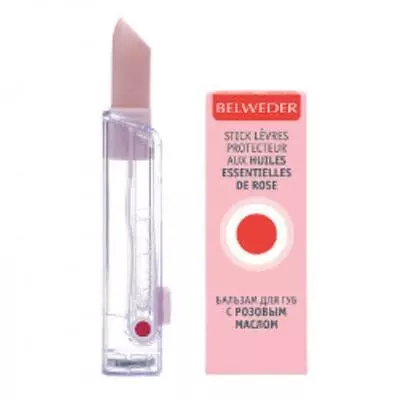 BELWEDER
STICK LÈVRES
PROTECTEUR
AUX HUILES
ESSENTIELLES
DE ROSE
БАЛЬЗАМ ДЛЯ ГУБ
С РОЗОВЫМ
МАСЛОМ